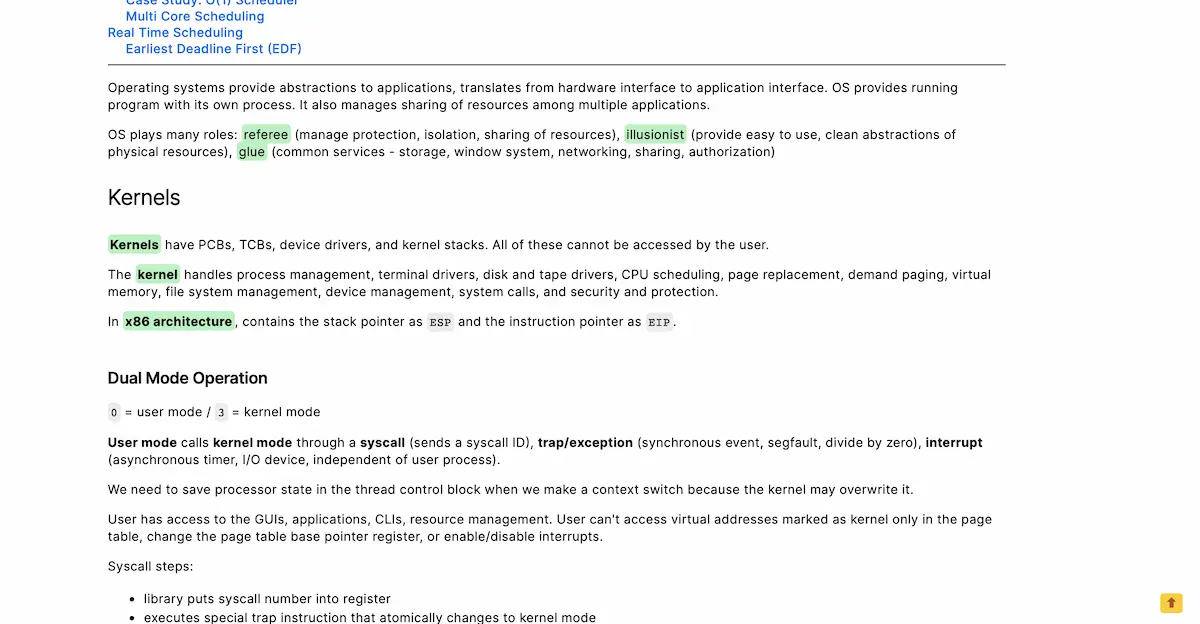 Case Study: O(1) Scheduler
Multi Core Scheduling
Real Time Scheduling
Earliest Deadline First (EDF)
Operating systems provide abstractions to applications, translates from hardware interface to application interface. OS provides running
program with its own process. It also manages sharing of resources among multiple applications.
OS plays many roles: referee (manage protection, isolation, sharing of resources), illusionist (provide easy to use, clean abstractions of
physical resources), glue (common services - storage, window system, networking, sharing, authorization)
Kernels
Kernels have PCBs, TCBs, device drivers, and kernel stacks. All of these cannot be accessed by the user.
The kernel handles process management, terminal drivers, disk and tape drivers, CPU scheduling, page replacement, demand paging, virtual
memory, file system management, device management, system calls, and security and protection.
In x86 architecture, contains the stack pointer as ESP and the instruction pointer as EIP.
Dual Mode Operation
0 = user mode / 3 = kernel mode
User mode calls kernel mode through a syscall (sends a syscall ID), trap/exception (synchronous event, segfault, divide by zero), interrupt
(asynchronous timer, I/O device, independent of user process).
We need to save processor state in the thread control block when we make a context switch because the kernel may overwrite it.
User has access to the GUIs, applications, CLIs, resource management. User can't access virtual addresses marked as kernel only in the page
table, change the page table base pointer register, or enable/disable interrupts.
Syscall steps:
• library puts syscall number into register
• executes special trap instruction that atomically changes to kernel mode